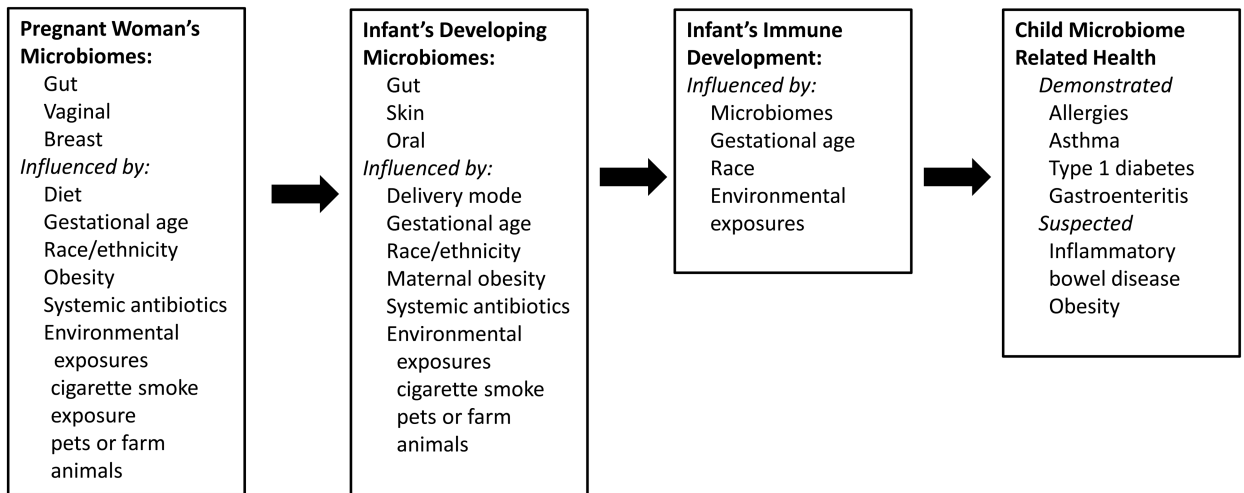 Pregnant Woman’s
Microbiomes:
Gut
Vaginal
Breast
Influenced by:
Diet
Gestational age
Race/ethnicity
Obesity
Systemic antibiotics
Environmental
exposures
cigarette smoke
exposure
pets or farm
animals
Infant’s Developing
Microbiomes:
Gut
Skin
Oral
Influenced by:
Delivery mode
Gestational age
Race/ethnicity
Maternal obesity
Systemic antibiotics
Environmental
exposures
cigarette smoke
pets or farm
animals
Infant’s Immune
Development:
Influenced by:
Microbiomes
Gestational age
Race
Environmental
exposures
Child Microbiome
Related Health
Demonstrated
Allergies
Asthma
Type 1 diabetes
Gastroenteritis
Suspected
Inflammatory
bowel disease
Obesity